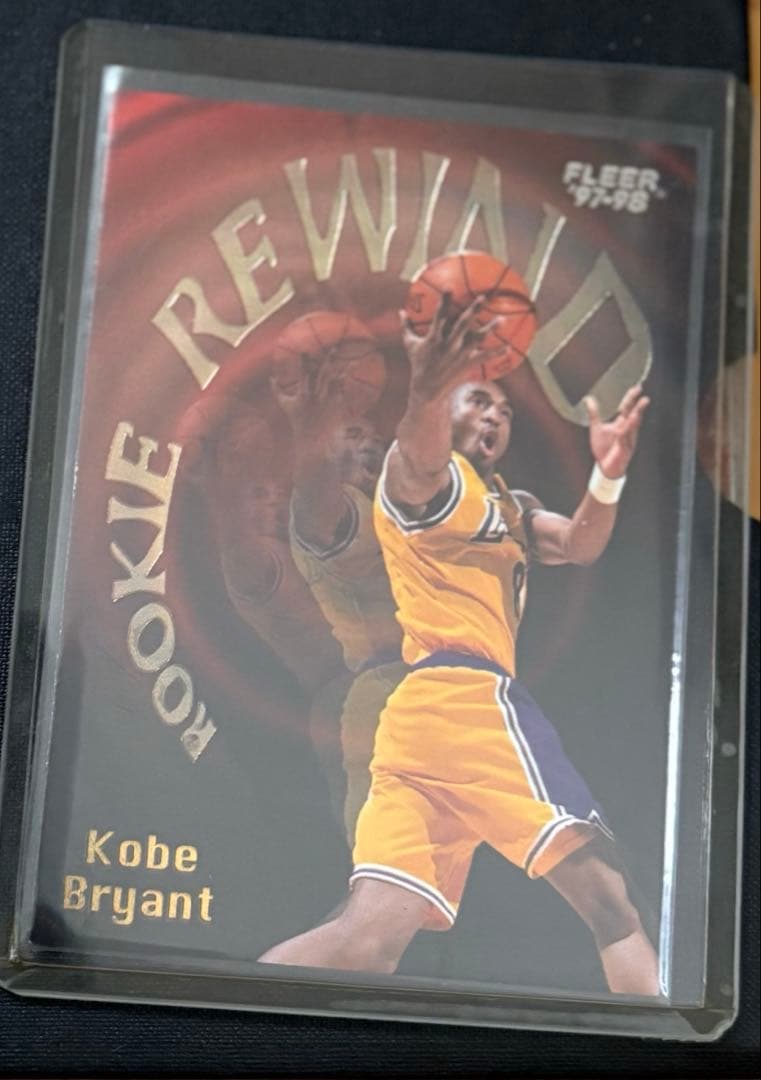 FLEER
'97-98
ROOKIE REWIND
Kobe
Bryant